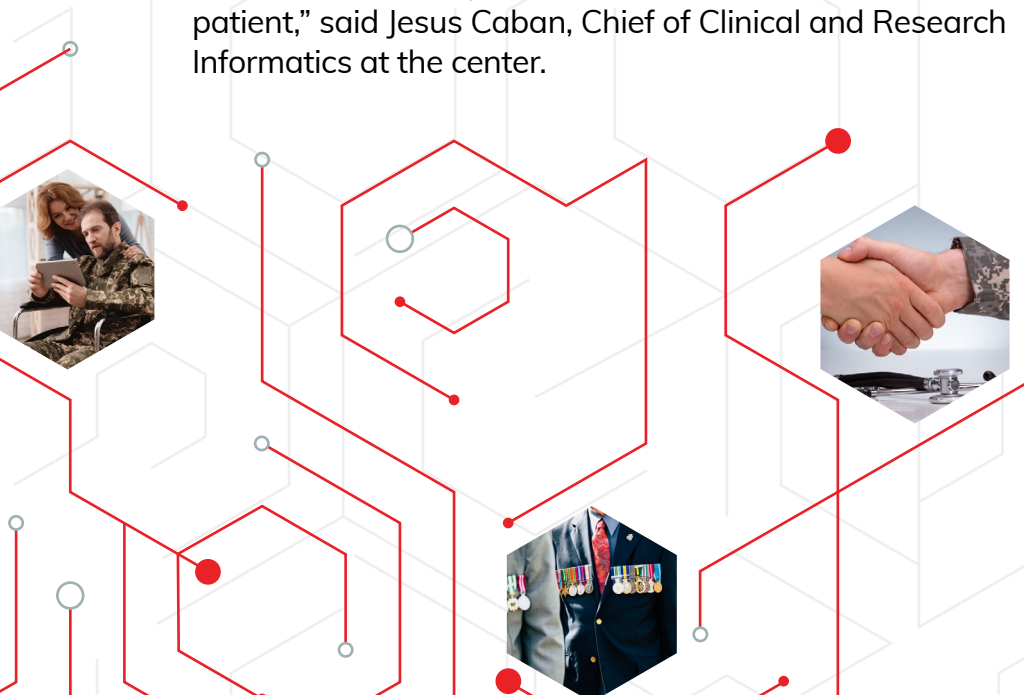 patient,” said Jesus Caban, Chief of Clinical and Research
Informatics at the center.